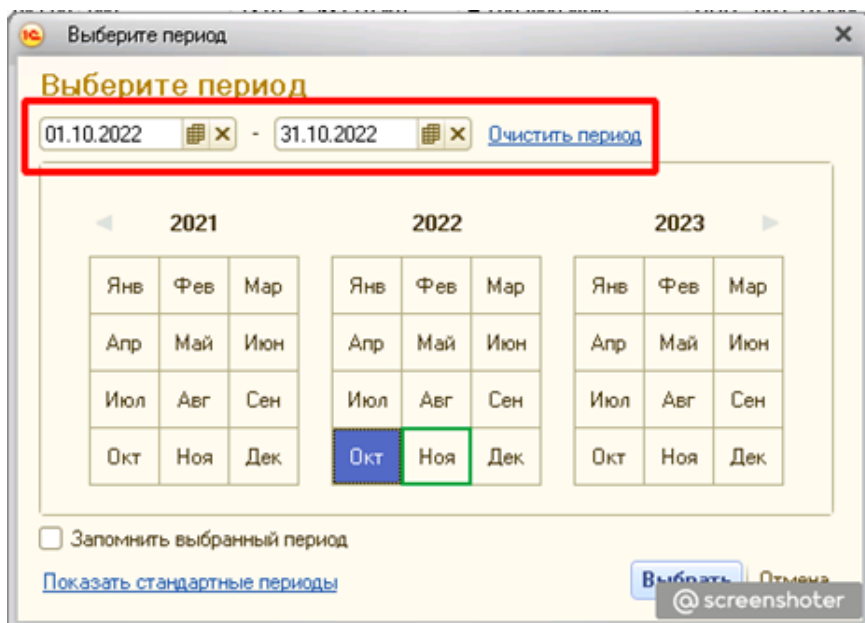 1С Выберите период
Выберите период
01.10.2022 - 31.10.2022 Очистить период
2021 2022 2023
Янв Фев Мар Янв Фев Мар Янв Фев Мар
Апр Май Июн Апр Май Июн Апр Май Июн
Июл Авг Сен Июл Авг Сен Июл Авг Сен
Окт Ноя Дек Окт Ноя Дек Окт Ноя Дек
Запомнить выбранный период
Показать стандартные периоды Выбрать Отмена
@screenshoter